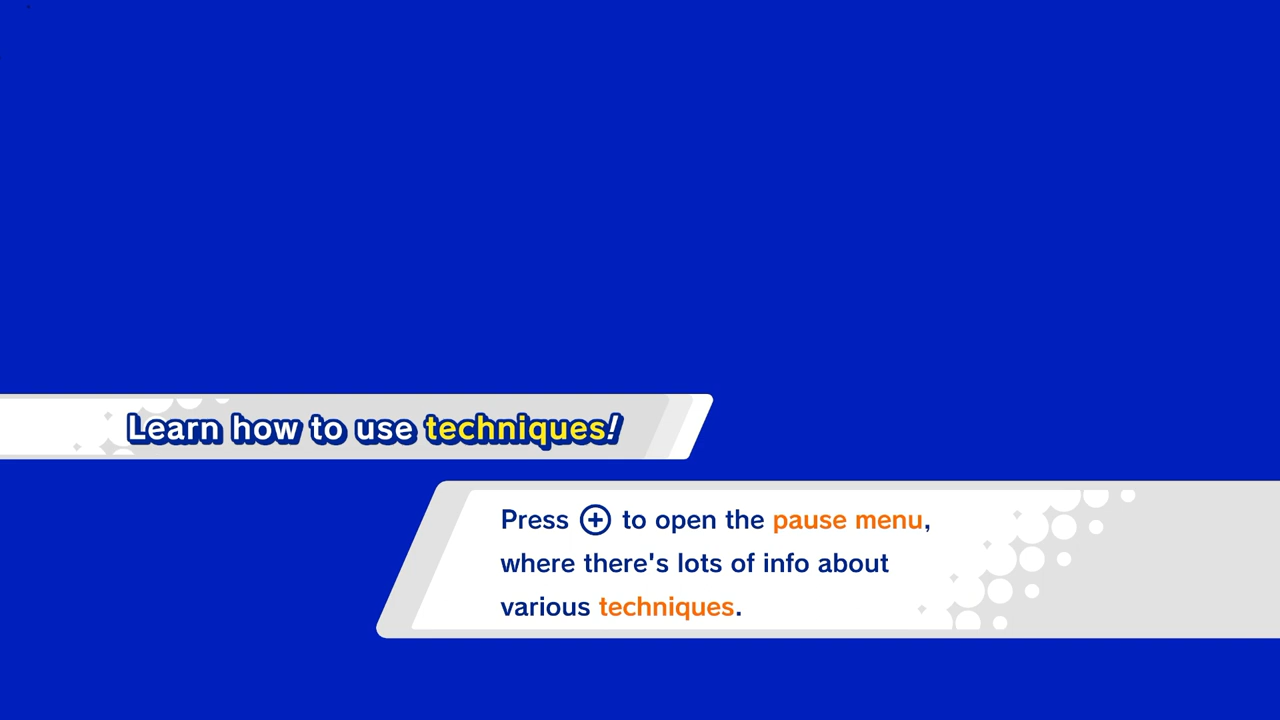 Learn how to use techniques!
Press ⊕ to open the pause menu,
where there's lots of info about
various techniques.